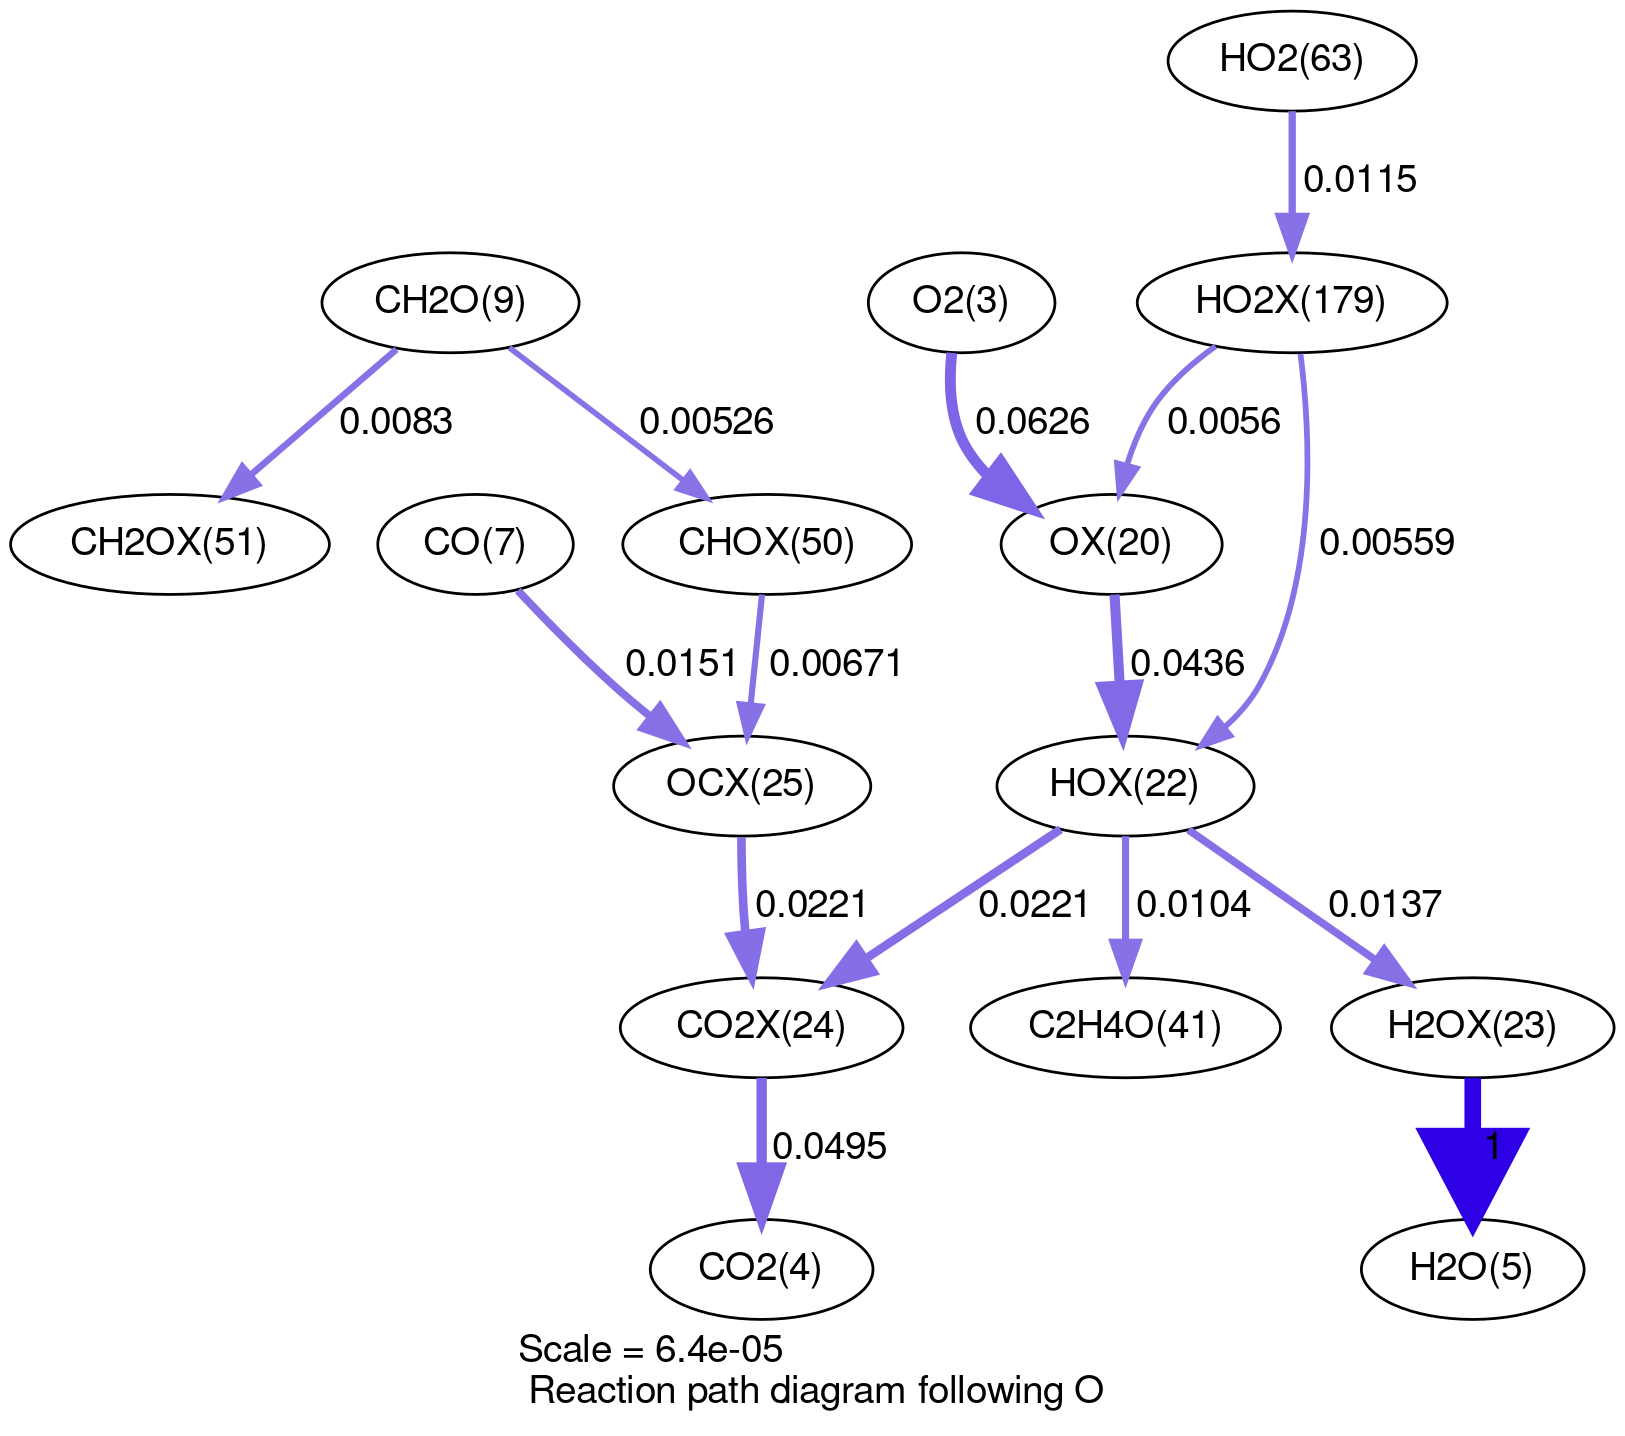 HO2(63)
0.0115
CH2O(9)
O2(3)
HO2X(179)
0.0083
0.00526
0.0626
0.0056
CH2OX(51)
CO(7)
CHOX(50)
OX(20)
0.00559
0.0151
0.00671
0.0436
OCX(25)
HOX(22)
0.0221
0.0221
0.0104
0.0137
CO2X(24)
C2H4O(41)
H2OX(23)
0.0495
1
CO2(4)
H2O(5)
Scale = 6.4e-05
Reaction path diagram following O